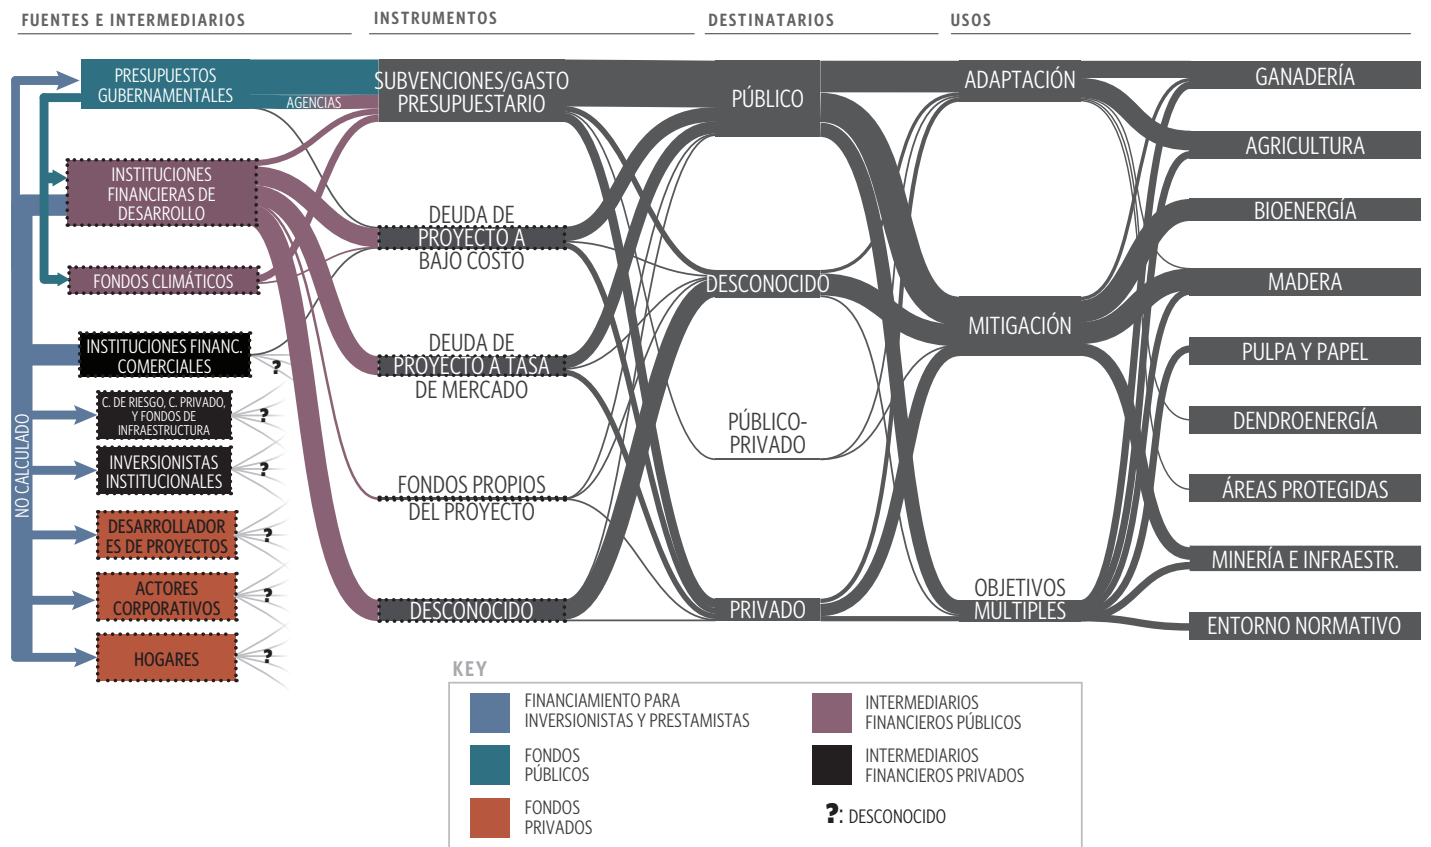 FUENTES E INTERMEDIARIOS
INSTRUMENTOS
DESTINATARIOS
USOS
PRESUPUESTOS
GUBERNAMENTALES
AGENCIAS
INSTITUCIONES
FINANCIERAS DE
DESARROLLO
FONDOS CLIMÁTICOS
INSTITUCIONES FINANC.
COMERCIALES
?
C. DE RIESGO, C. PRIVADO,
Y FONDOS DE
INFRAESTRUCTURA
?
INVERSIONISTAS
INSTITUCIONALES
?
DESARROLLADOR
ES DE PROYECTOS
?
ACTORES
CORPORATIVOS
?
HOGARES
?
NO CALCULADO
SUBVENCIONES/GASTO
PRESUPUESTARIO
DEUDA DE
PROYECTO A
BAJO COSTO
DEUDA DE
PROYECTO A TASA
DE MERCADO
FONDOS PROPIOS
DEL PROYECTO
DESCONOCIDO
PÚBLICO
DESCONOCIDO
PÚBLICO-
PRIVADO
PRIVADO
ADAPTACIÓN
MITIGACIÓN
OBJETIVOS
MULTIPLES
GANADERÍA
AGRICULTURA
BIOENERGÍA
MADERA
PULPA Y PAPEL
DENDROENERGÍA
ÁREAS PROTEGIDAS
MINERÍA E INFRAESTR.
ENTORNO NORMATIVO
KEY
FINANCIAMIENTO PARA
INVERSIONISTAS Y PRESTAMISTAS
FONDOS
PÚBLICOS
FONDOS
PRIVADOS
INTERMEDIARIOS
FINANCIEROS PÚBLICOS
INTERMEDIARIOS
FINANCIEROS PRIVADOS
?: DESCONOCIDO